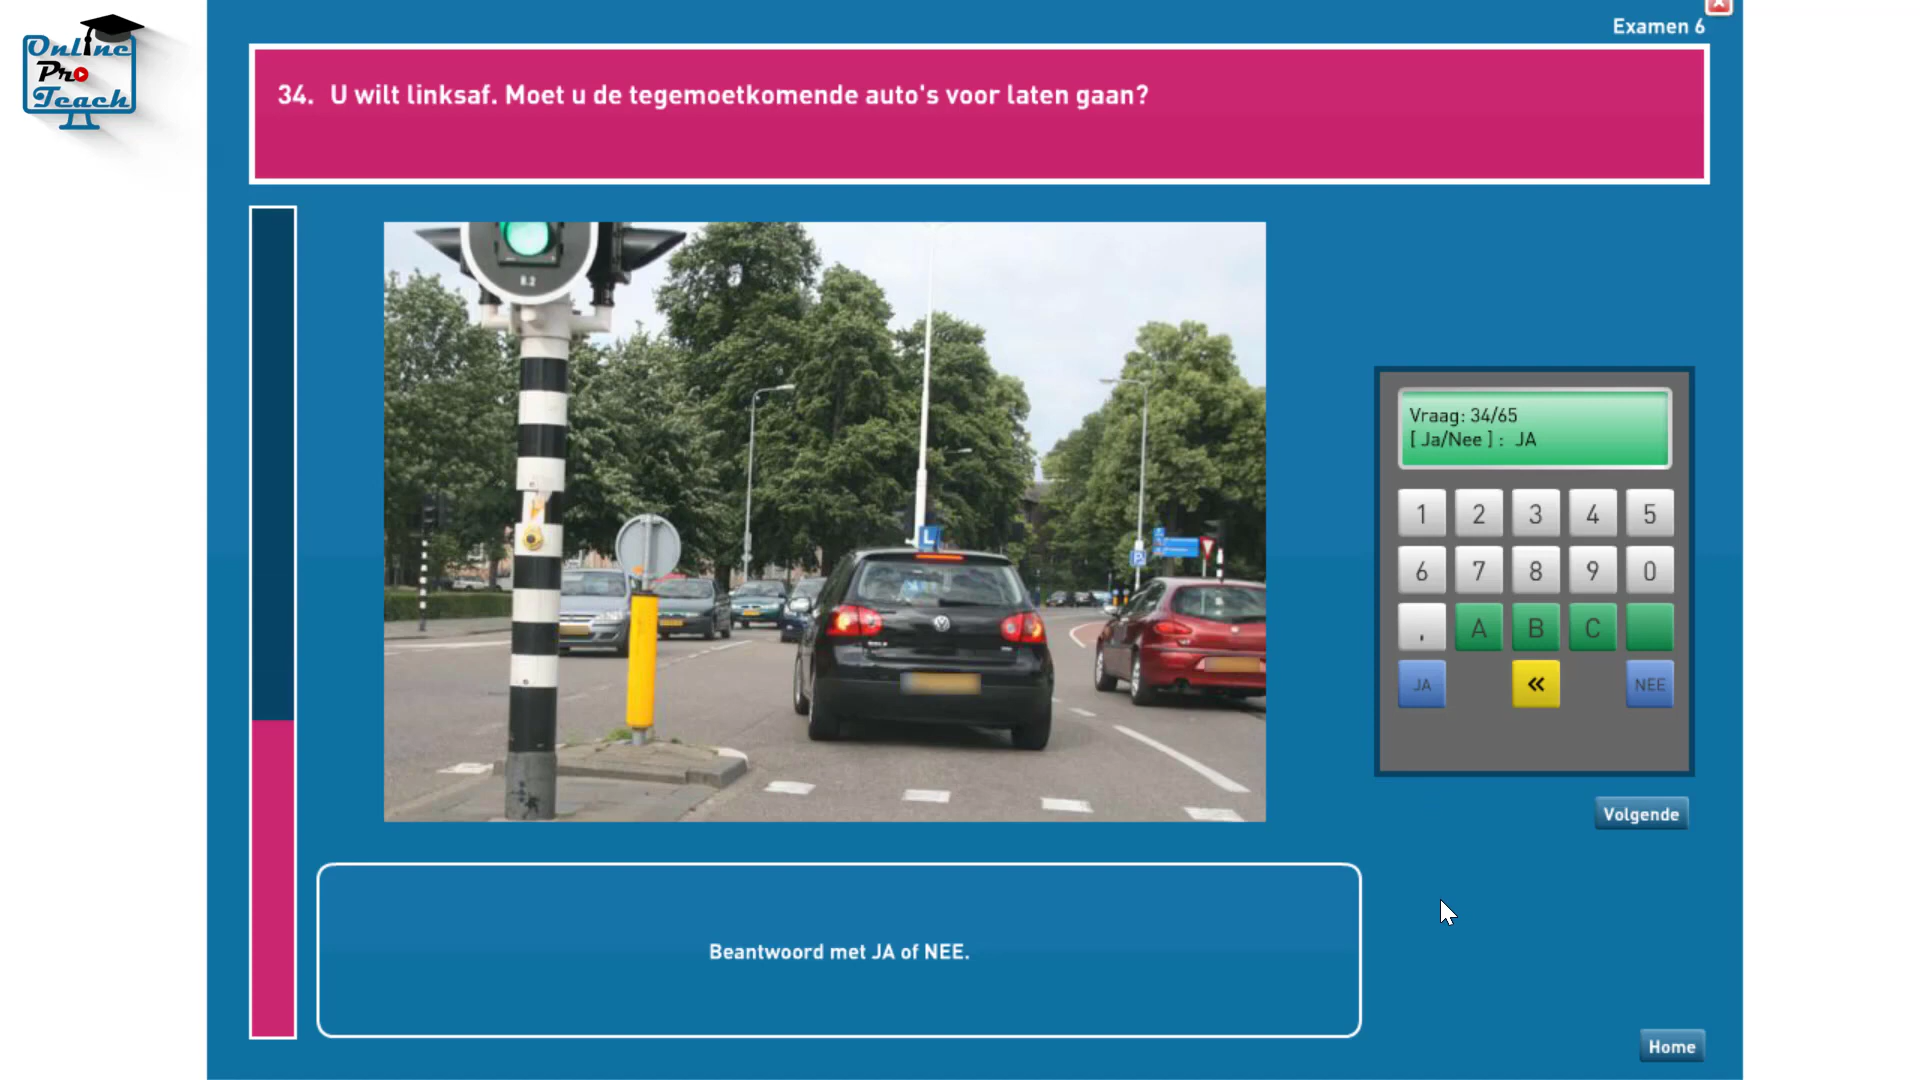 Online
Pro
Teach
Examen 6
34. U wilt linksaf. Moet u de tegemoetkomende auto's voor laten gaan?
8.2
L
P
Vraag: 34/65
[ Ja/Nee ] : JA
1 2 3 4 5
6 7 8 9 0
, A B C
JA « NEE
Volgende
Beantwoord met JA of NEE.
Home